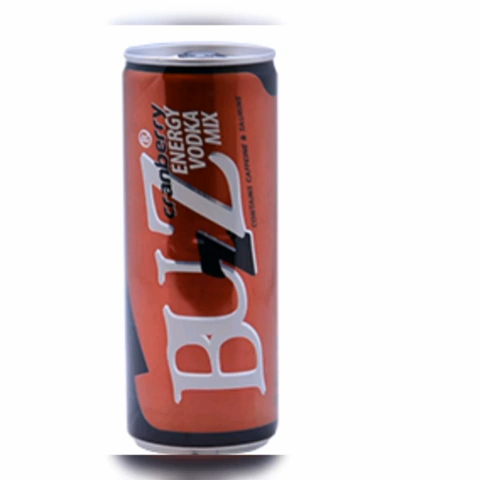 cranberry
ENERGY
VODKA
MIX
CONTAINS CAFFEINE & TAURINE
BUZZ®